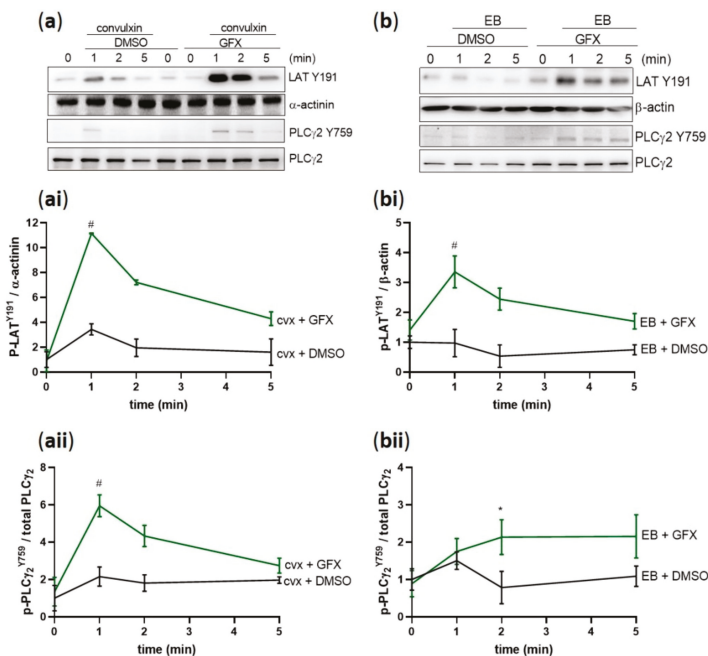 (a)
convulxin convulxin
DMSO GFX
0 1 2 5 0 0 1 2 5 (min)
LAT Y191
α-actinin
PLCγ2 Y759
PLCγ2
(b)
EB EB
DMSO GFX
0 1 2 5 0 1 2 5 (min)
LAT Y191
β-actin
PLCγ2 Y759
PLCγ2
(ai)
P-LAT^Y191 / α-actinin
12
10
8
6
4
2
0
#
cvx + GFX
cvx + DMSO
0 1 2 3 4 5
time (min)
(bi)
p-LAT^Y191 / β-actin
5
4
3
2
1
0
#
EB + GFX
EB + DMSO
0 1 2 3 4 5
time (min)
(aii)
p-PLCγ₂^Y759 / total PLCγ₂
8
6
4
2
0
#
cvx + GFX
cvx + DMSO
0 1 2 3 4 5
time (min)
(bii)
p-PLCγ₂^Y759 / total PLCγ₂
4
3
2
1
0
*
EB + GFX
EB + DMSO
0 1 2 3 4 5
time (min)